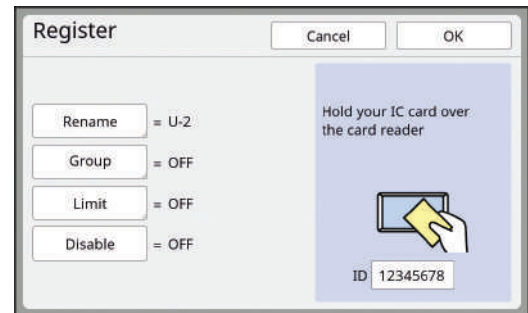 Register
Cancel
OK
Rename = U-2
Group = OFF
Limit = OFF
Disable = OFF
Hold your IC card over
the card reader
ID 12345678